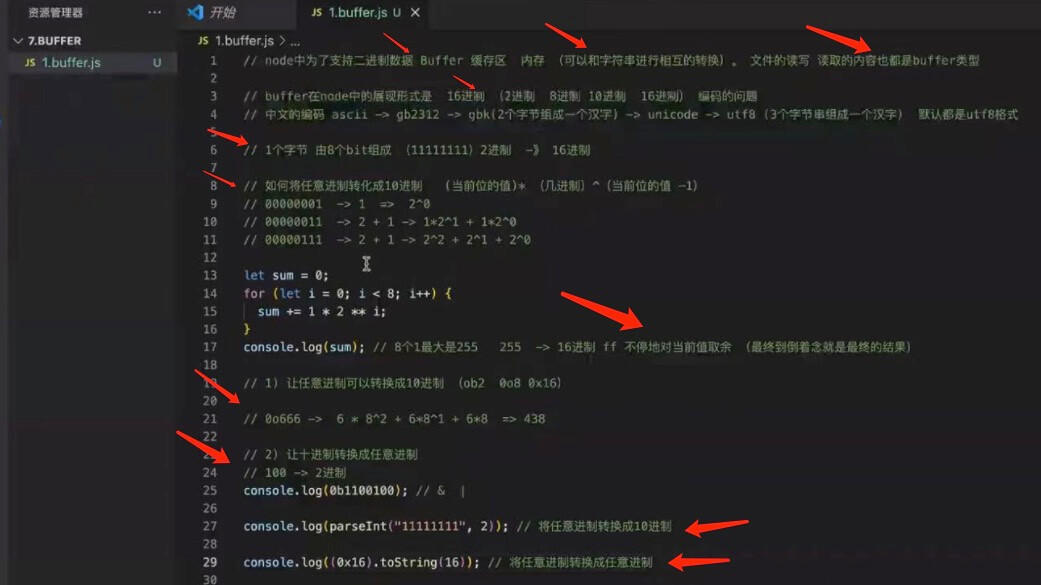 资源管理器 ...
开始
JS 1.buffer.js U ×
7.BUFFER
JS 1.buffer.js U
JS 1.buffer.js > ...
1 // node中为了支持二进制数据 Buffer 缓存区 内存 (可以和字符串进行相互的转换) 。 文件的读写 读取的内容也都是buffer类型
2
3 // buffer在node中的展现形式是 16进制 (2进制 8进制 10进制 16进制) 编码的问题
4 // 中文的编码 ascii -> gb2312 -> gbk(2个字节组成一个汉字) -> unicode -> utf8 (3个字节串组成一个汉字) 默认都是utf8格式
5
6 // 1个字节 由8个bit组成 (11111111) 2进制 -》 16进制
7
8 // 如何将任意进制转化成10进制 (当前位的值)* (几进制) ^ (当前位的值 -1)
9 // 00000001 -> 1 => 2^0
10 // 00000011 -> 2 + 1 -> 1*2^1 + 1*2^0
11 // 00000111 -> 2 + 1 -> 2^2 + 2^1 + 2^0
12
13 let sum = 0;
14 for (let i = 0; i < 8; i++) {
15 sum += 1 * 2 ** i;
16 }
17 console.log(sum); // 8个1最大是255 255 -> 16进制 ff 不停地对当前值取余 (最终到倒着念就是最终的结果)
18
19 // 1) 让任意进制可以转换成10进制 (ob2 0o8 0x16)
20
21 // 0o666 -> 6 * 8^2 + 6*8^1 + 6*8 => 438
22
23 // 2) 让十进制转换成任意进制
24 // 100 -> 2进制
25 console.log(0b1100100); // & |
26
27 console.log(parseInt("11111111", 2)); // 将任意进制转换成10进制
28
29 console.log((0x16).toString(16)); // 将任意进制转换成任意进制
30